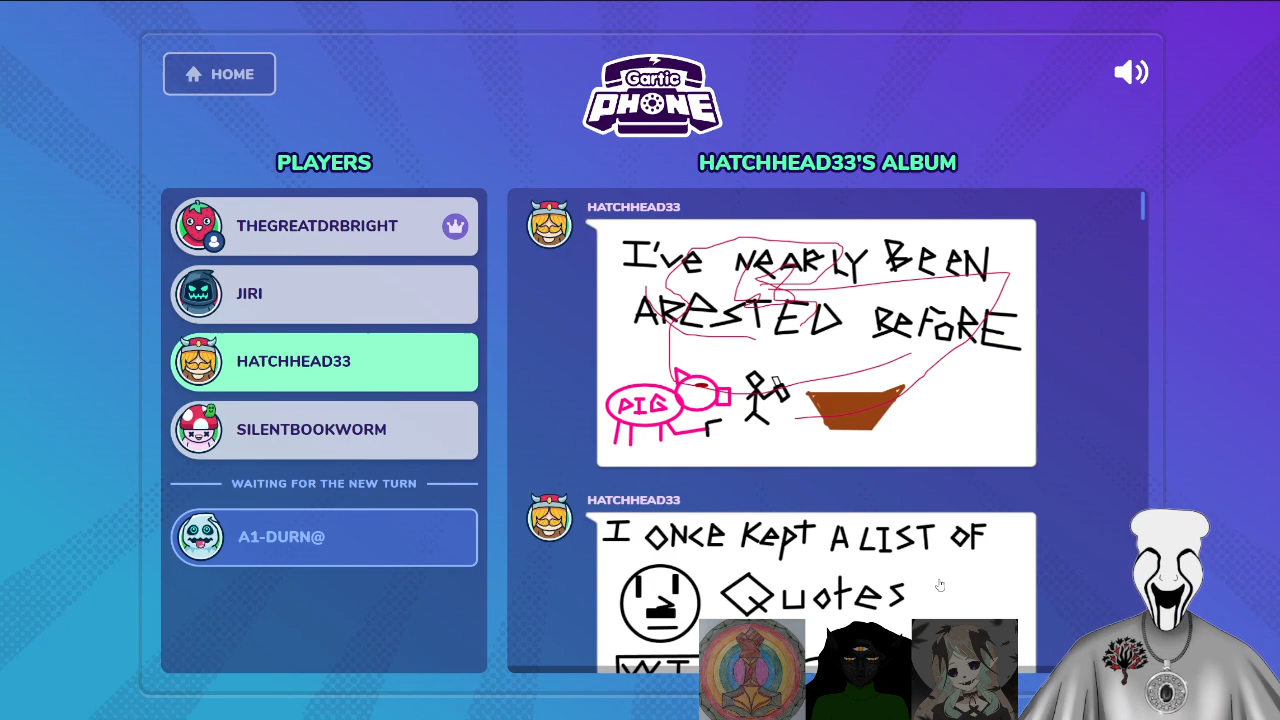 HOME
Gartic
PHONE
PLAYERS
HATCHHEAD33'S ALBUM
THEGREATDRBRIGHT
JIRI
HATCHHEAD33
SILENTBOOKWORM
WAITING FOR THE NEW TURN
A1-DURN@
HATCHHEAD33
I'VE NEARLY BEEN
ARESTED BEFORE
PIG
HATCHHEAD33
I ONCE KEPT A LIST OF
QUOTES